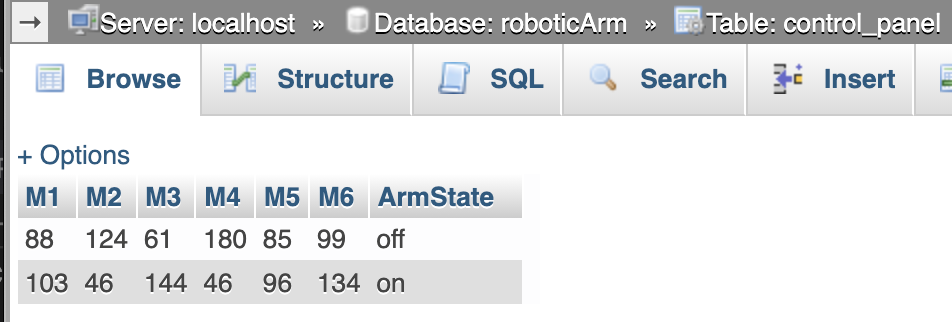 Server: localhost » Database: roboticArm » Table: control_panel
Browse Structure SQL Search Insert
+ Options
M1 M2 M3 M4 M5 M6 ArmState
88 124 61 180 85 99 off
103 46 144 46 96 134 on